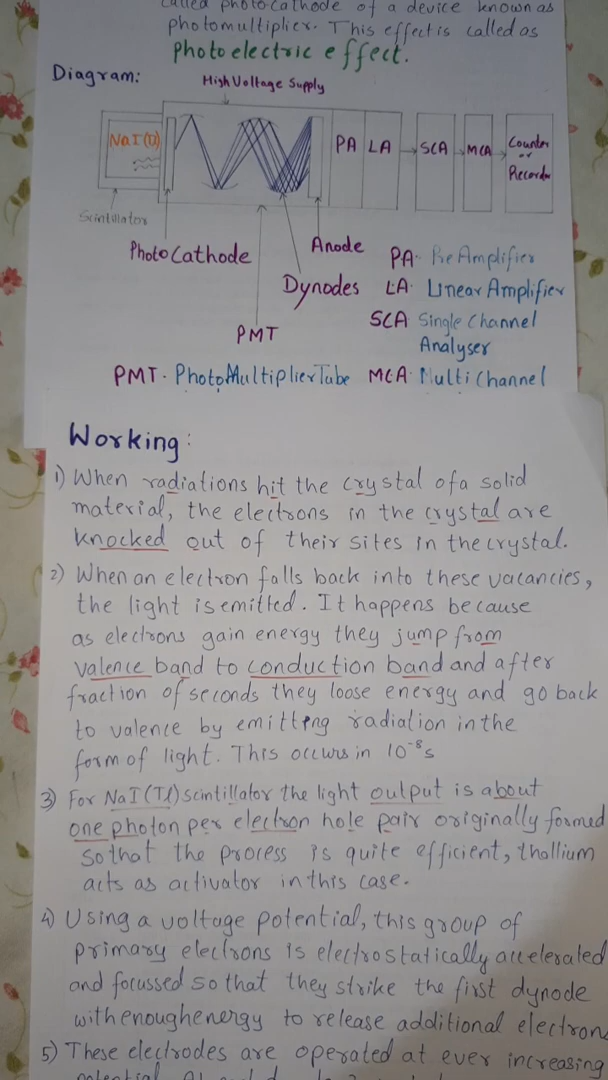 called photocathode of a device known as
photomultiplier. This effect is called as
Photoelectric effect.
Diagram:
High Voltage Supply
NaI(Tl)
PA LA SCA MCA Counter
or
Recorder
Scintillator
Photo Cathode
Anode
Dynodes
PMT
PA- Pre Amplifier
LA- Linear Amplifier
SCA- Single Channel
Analyser
PMT- PhotoMultiplierTube MCA- Multi Channel
Working:
1) When radiations hit the crystal of a solid
material, the electrons in the crystal are
knocked out of their sites in the crystal.
2) When an electron falls back into these vacancies,
the light is emitted. It happens because
as electrons gain energy they jump from
valence band to conduction band and after
fraction of seconds they loose energy and go back
to valence by emitting radiation in the
form of light. This occurs in 10⁻⁸s
3) For NaI(Tl) scintillator the light output is about
one photon per electron hole pair originally formed
so that the process is quite efficient, thallium
acts as activator in this case.
4) Using a voltage potential, this group of
primary electrons is electrostatically accelerated
and focussed so that they strike the first dynode
with enough energy to release additional electrons
5) These electrodes are operated at ever increasing
potential